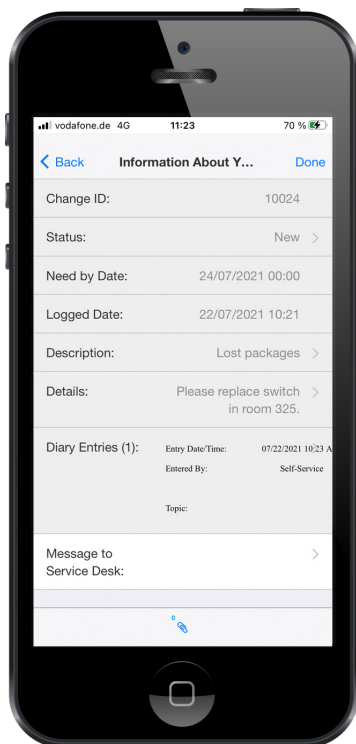 vodafone.de 4G 11:23 70 %
Back Information About Y... Done
Change ID: 10024
Status: New
Need by Date: 24/07/2021 00:00
Logged Date: 22/07/2021 10:21
Description: Lost packages
Details: Please replace switch
in room 325.
Diary Entries (1): Entry Date/Time: 07/22/2021 10:23 A
Entered By: Self-Service
Topic:
Message to
Service Desk:
0